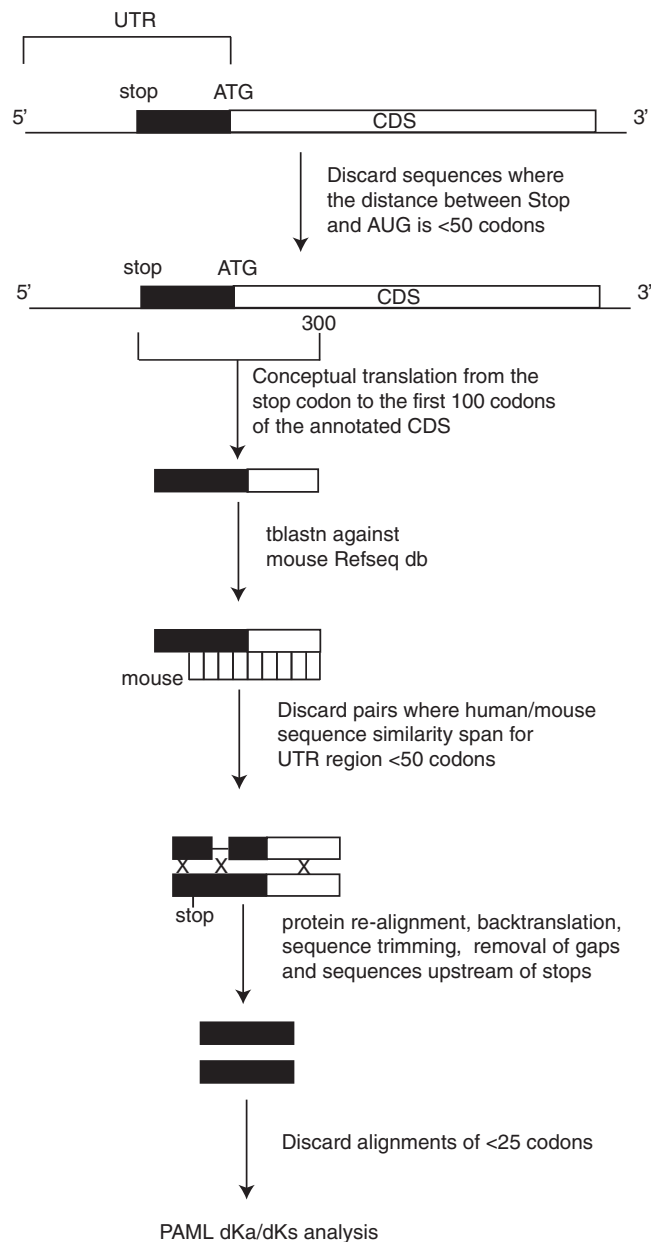 UTR
stop ATG
5' CDS 3'
Discard sequences where
the distance between Stop
and AUG is <50 codons
stop ATG
5' CDS 3'
300
Conceptual translation from the
stop codon to the first 100 codons
of the annotated CDS
tblastn against
mouse Refseq db
mouse
Discard pairs where human/mouse
sequence similarity span for
UTR region <50 codons
X X X
stop
protein re-alignment, backtranslation,
sequence trimming, removal of gaps
and sequences upstream of stops
Discard alignments of <25 codons
PAML dKa/dKs analysis